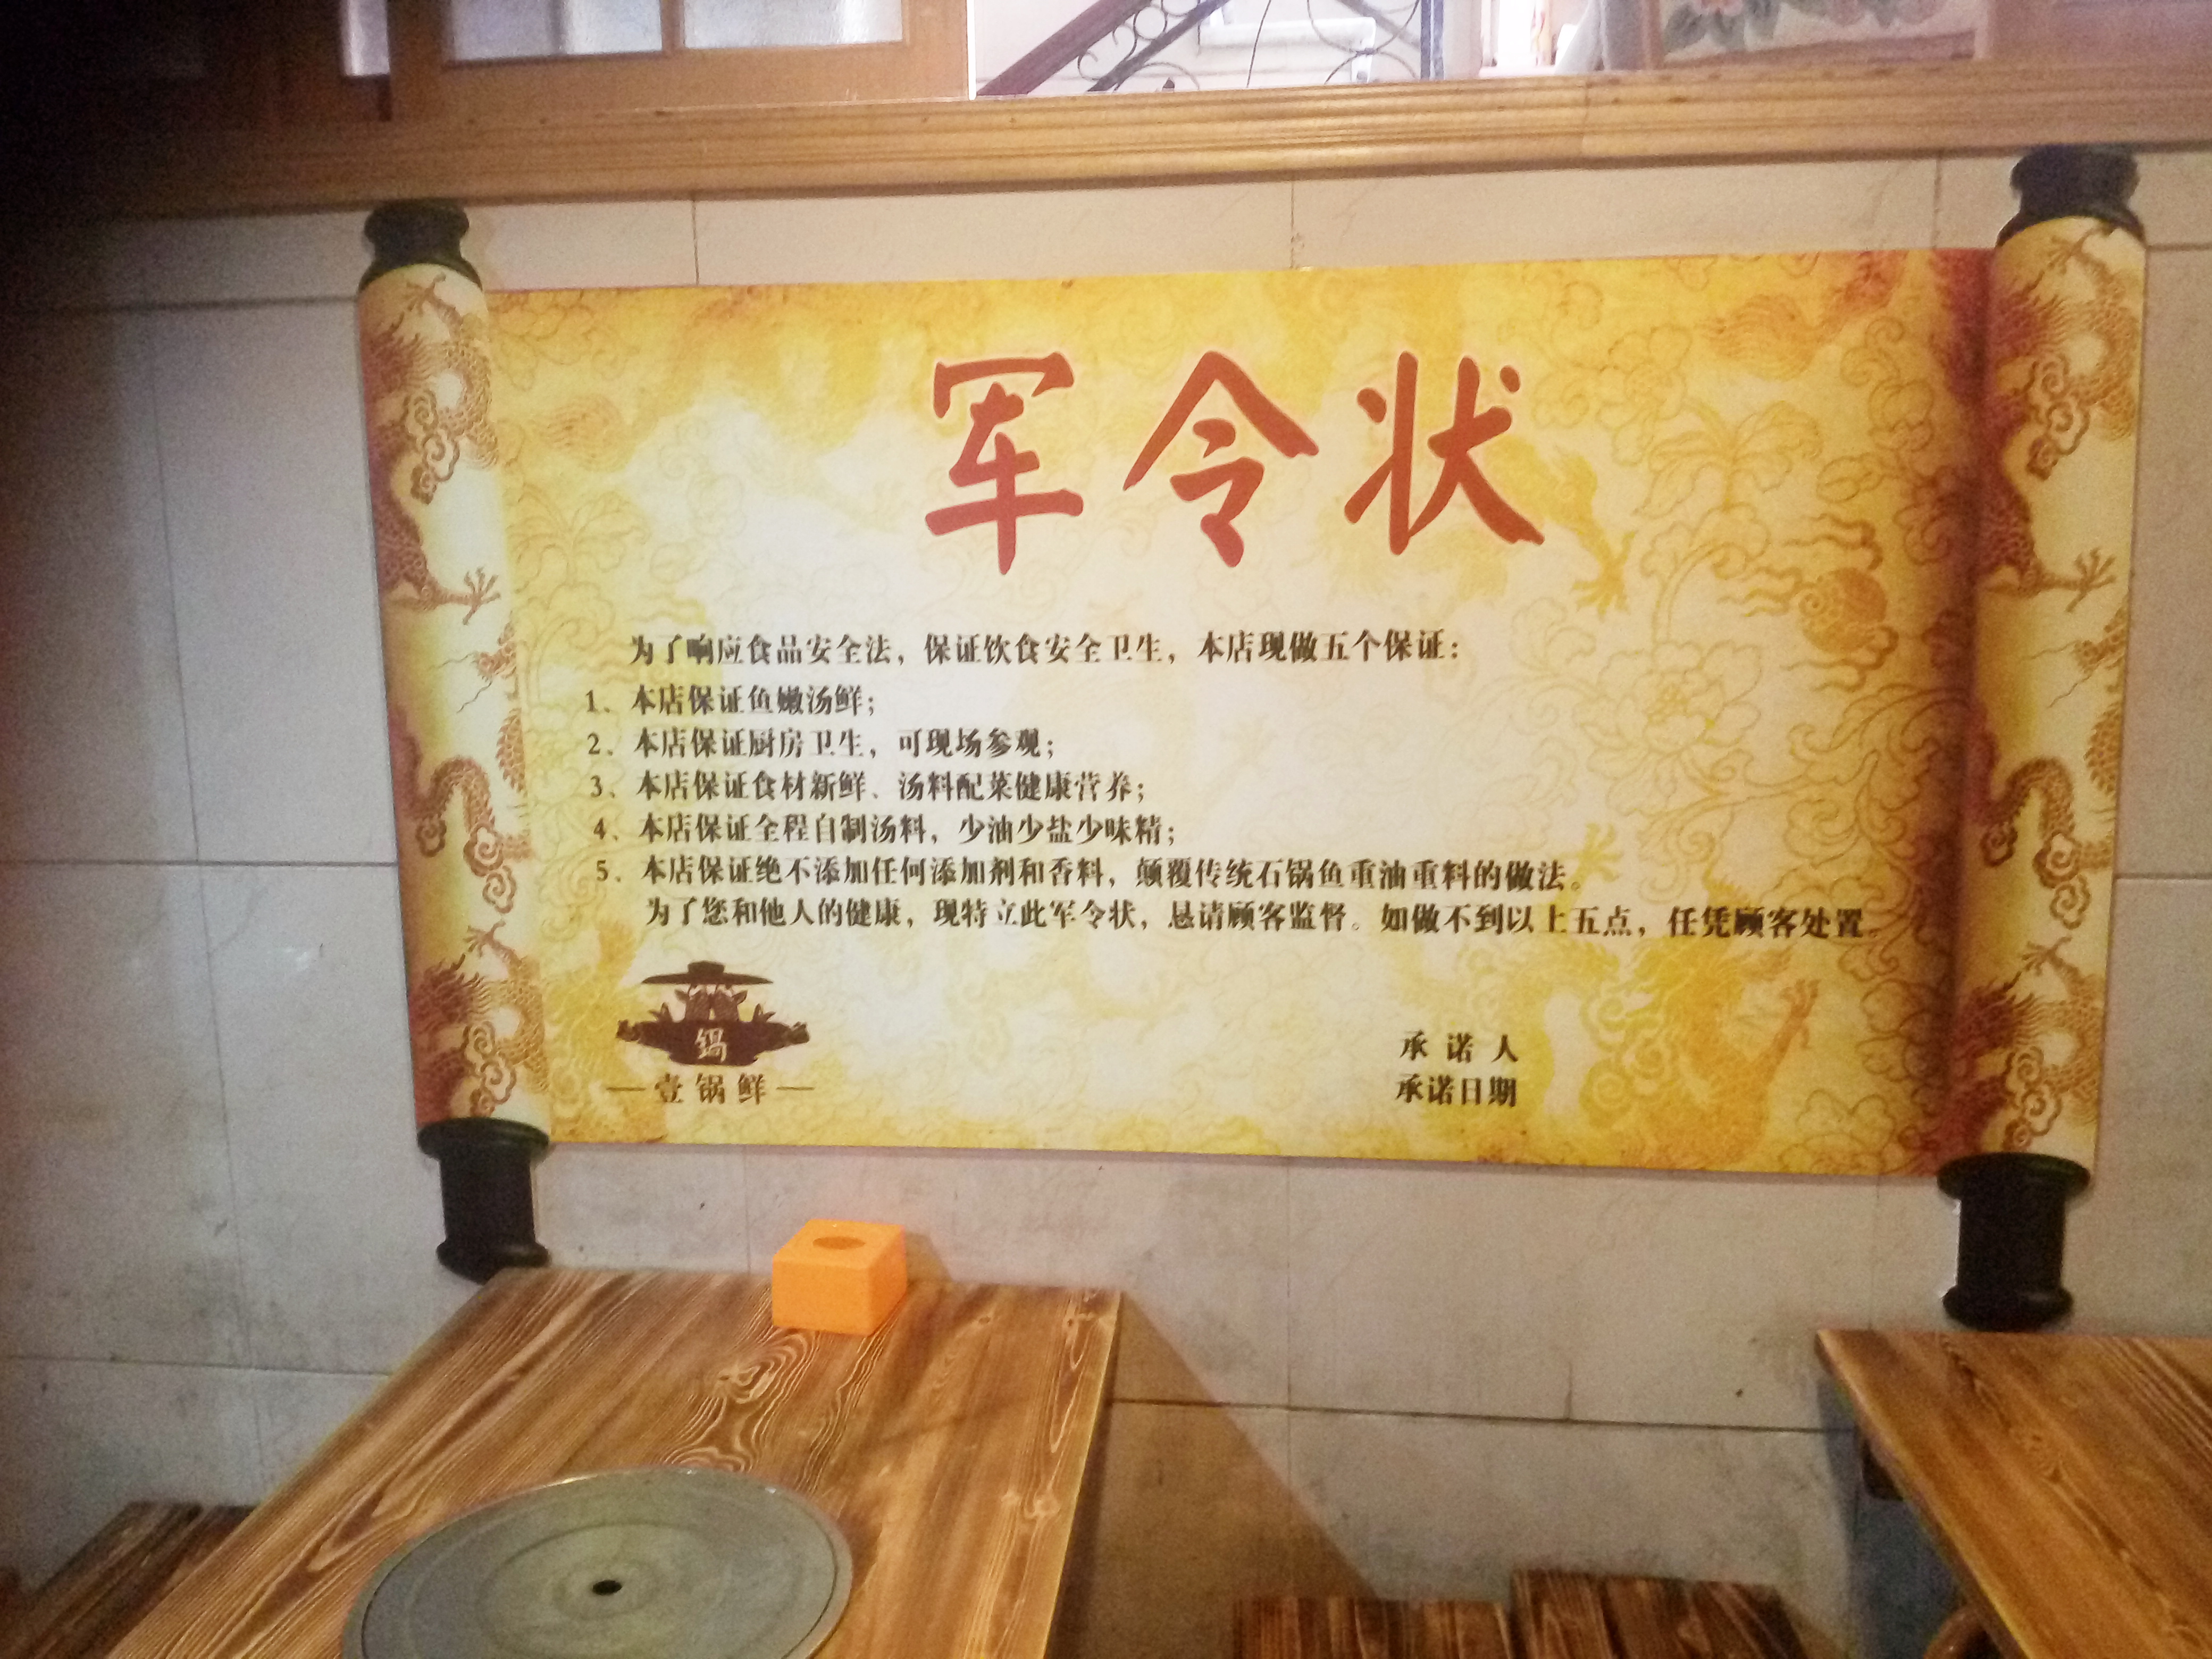 军令状
为了响应食品安全法，保证饮食安全卫生，本店现做五个保证：
1、本店保证鱼嫩汤鲜；
2、本店保证厨房卫生，可现场参观；
3、本店保证食材新鲜、汤料配菜健康营养；
4、本店保证全程自制汤料，少油少盐少味精；
5、本店保证绝不添加任何添加剂和香料，颠覆传统石锅鱼重油重料的做法。
为了您和他人的健康，现特立此军令状，恳请顾客监督。如做不到以上五点，任凭顾客处置。
锅
壹锅鲜
承诺人
承诺日期